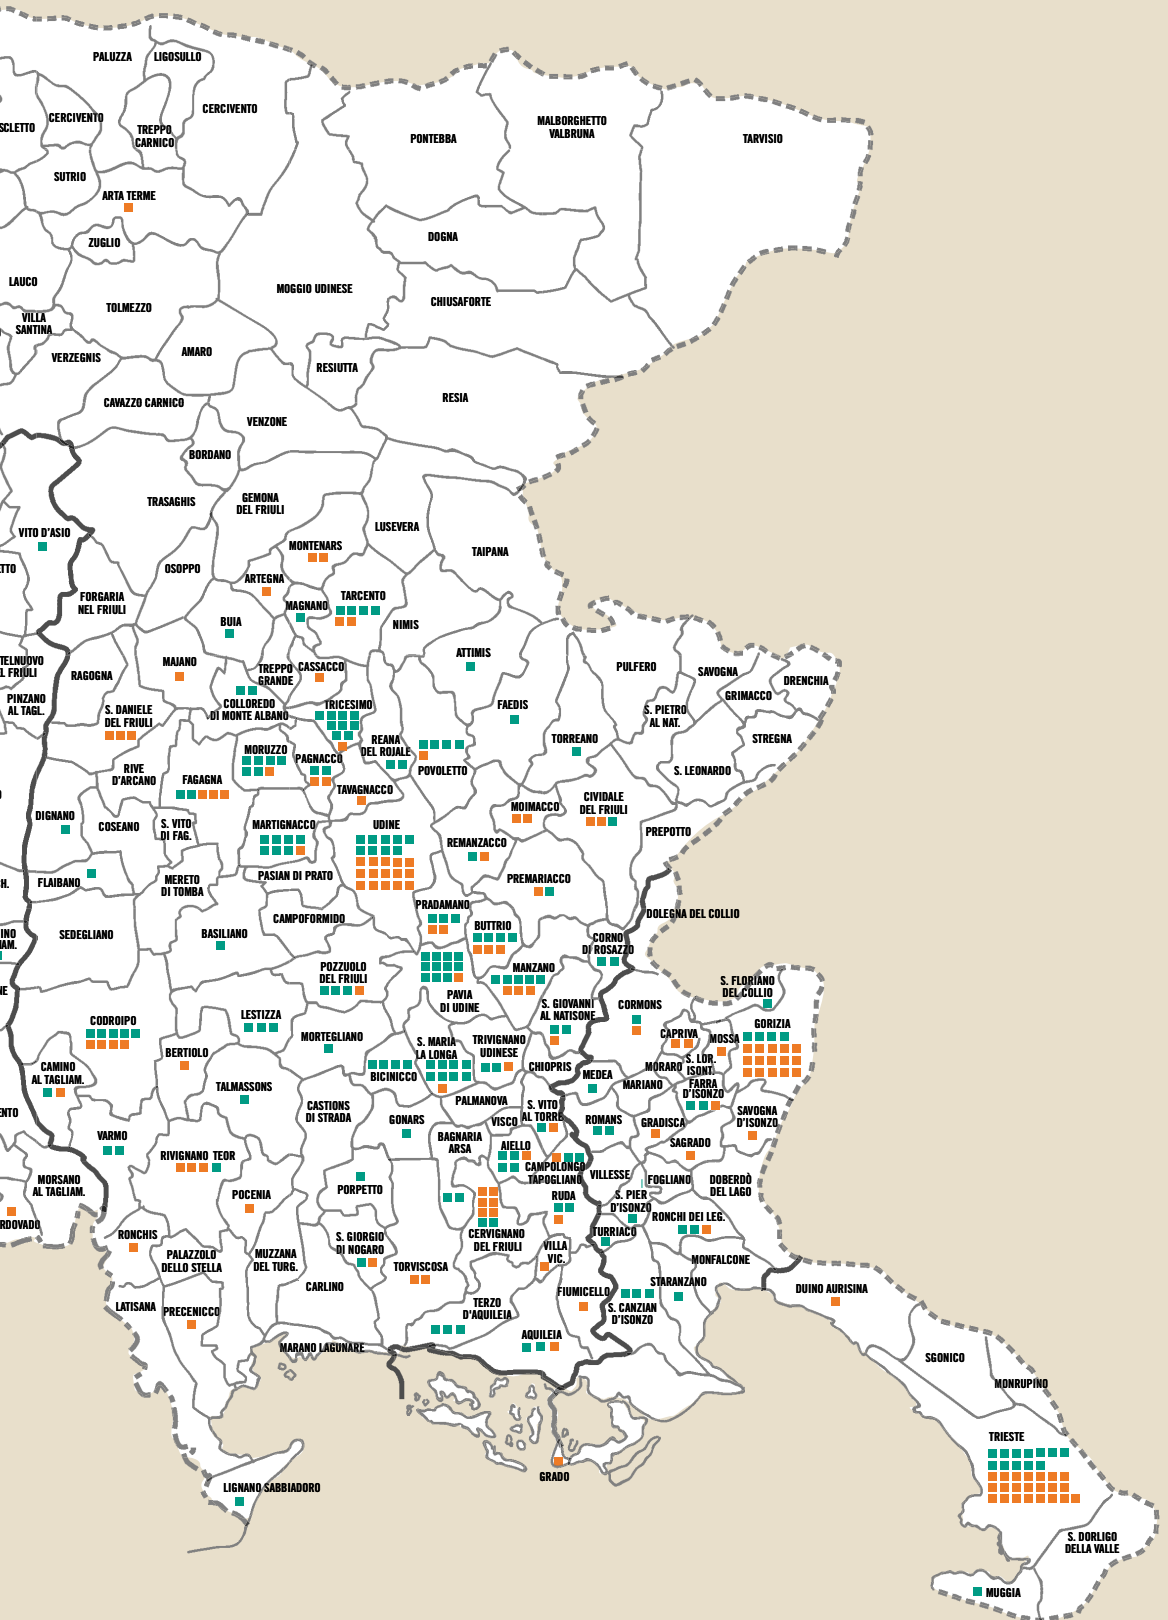 PALUZZA
LIGOSULLO
CERCIVENTO
CERCIVENTO
SCLETTO
TREPPO
CARNICO
PONTEBBA
MALBORGHETTO
VALBRUNA
TARVISIO
SUTRIO
ARTA TERME
ZUGLIO
DOGNA
LAUCO
MOGGIO UDINESE
CHIUSAFORTE
TOLMEZZO
VILLA
SANTINA
VERZEGNIS
AMARO
RESIUTTA
RESIA
CAVAZZO CARNICO
VENZONE
BORDANO
TRASAGHIS
GEMONA
DEL FRIULI
LUSEVERA
VITO D'ASIO
MONTENARS
TAIPANA
ETTO
OSOPPO
ARTEGNA
FORGARIA
NEL FRIULI
MAGNANO
TARCENTO
BUIA
NIMIS
TELNUOVO
L FRIULI
RAGOGNA
MAJANO
TREPPO
GRANDE
CASSACCO
ATTIMIS
PULFERO
SAVOGNA
DRENCHIA
GRIMACCO
PINZANO
AL TAGL.
S. DANIELE
DEL FRIULI
COLLOREDO
DI MONTE ALBANO
TRICESIMO
FAEDIS
S. PIETRO
AL NAT.
REANA
DEL ROJALE
TORREANO
STREGNA
MORUZZO
PAGNACCO
POVOLETTO
S. LEONARDO
RIVE
D'ARCANO
FAGAGNA
TAVAGNACCO
MOIMACCO
CIVIDALE
DEL FRIULI
DIGNANO
COSEANO
S. VITO
DI FAG.
MARTIGNACCO
UDINE
REMANZACCO
PREPOTTO
FLAIBANO
MERETO
DI TOMBA
PASIAN DI PRATO
PREMARIACCO
H.
PRADAMANO
CAMPOFORMIDO
BUTTRIO
DOLEGNA DEL COLLIO
INO
IAM.
SEDEGLIANO
BASILIANO
CORNO
DI ROSAZZO
POZZUOLO
DEL FRIULI
MANZANO
S. FLORIANO
DEL COLLIO
NE
PAVIA
DI UDINE
S. GIOVANNI
AL NATISONE
CORMONS
CODROIPO
LESTIZZA
GORIZIA
MORTEGLIANO
CAPRIVA
MOSSA
BERTIOLO
S. MARIA
LA LONGA
TRIVIGNANO
UDINESE
CAMINO
AL TAGLIAM.
BICINICCO
CHIOPRIS
MORARO
S. LOR.
ISONT.
MEDEA
TALMASSONS
MARIANO
FARRA
D'ISONZO
ENTO
CASTIONS
DI STRADA
GONARS
PALMANOVA
S. VITO
AL TORRE
VISCO
ROMANS
GRADISCA
SAVOGNA
D'ISONZO
VARMO
BAGNARIA
ARSA
AIELLO
SAGRADO
RIVIGNANO TEOR
CAMPOLONGO
TAPOGLIANO
VILLESSE
FOGLIANO
DOBERDÒ
DEL LAGO
MORSANO
AL TAGLIAM.
POCENIA
PORPETTO
RUDA
S. PIER
D'ISONZO
RDOVADO
RONCHI DEI LEG.
RONCHIS
TURRIACO
S. GIORGIO
DI NOGARO
CERVIGNANO
DEL FRIULI
VILLA
VIC.
PALAZZOLO
DELLO STELLA
MUZZANA
DEL TURG.
TORVISCOSA
MONFALCONE
CARLINO
FIUMICELLO
STARANZANO
DUINO AURISINA
LATISANA
PRECENICCO
TERZO
D'AQUILEIA
S. CANZIAN
D'ISONZO
AQUILEIA
MARANO LAGUNARE
SGONICO
MONRUPINO
TRIESTE
GRADO
LIGNANO SABBIADORO
S. DORLIGO
DELLA VALLE
MUGGIA